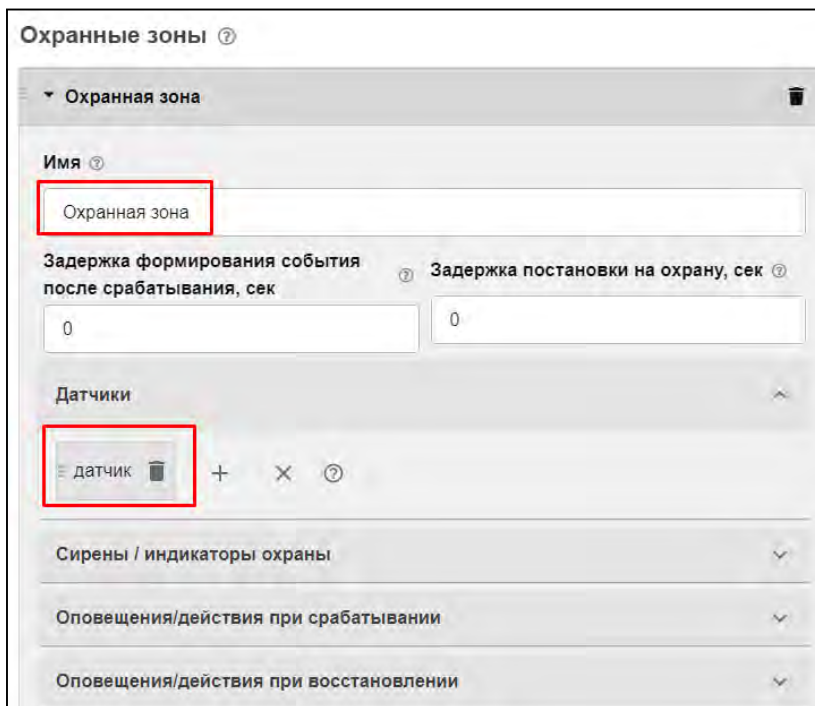 Охранные зоны
Охранная зона
Имя
Охранная зона
Задержка формирования события
после срабатывания, сек
Задержка постановки на охрану, сек
0
0
Датчики
датчик
Сирены / индикаторы охраны
Оповещения/действия при срабатывании
Оповещения/действия при восстановлении